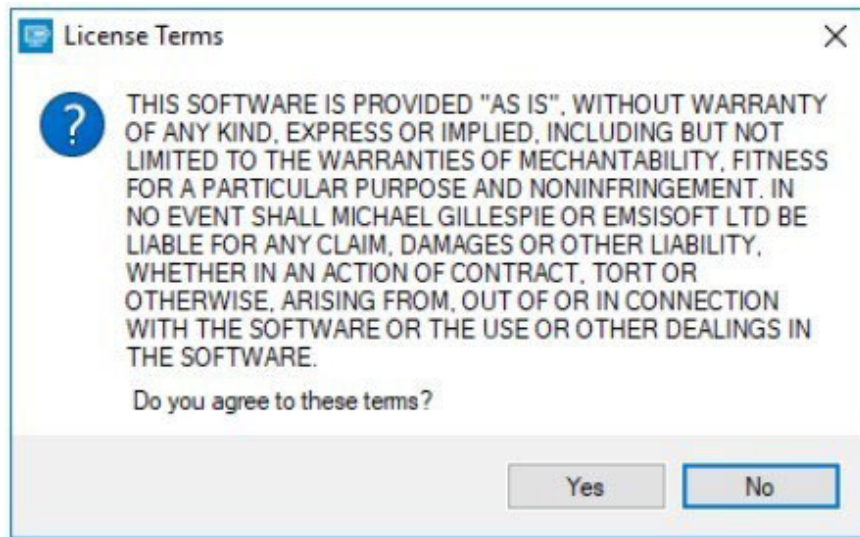 License Terms
THIS SOFTWARE IS PROVIDED "AS IS", WITHOUT WARRANTY
OF ANY KIND, EXPRESS OR IMPLIED, INCLUDING BUT NOT
LIMITED TO THE WARRANTIES OF MECHANTABILITY, FITNESS
FOR A PARTICULAR PURPOSE AND NONINFRINGEMENT. IN
NO EVENT SHALL MICHAEL GILLESPIE OR EMSISOFT LTD BE
LIABLE FOR ANY CLAIM, DAMAGES OR OTHER LIABILITY,
WHETHER IN AN ACTION OF CONTRACT, TORT OR
OTHERWISE, ARISING FROM, OUT OF OR IN CONNECTION
WITH THE SOFTWARE OR THE USE OR OTHER DEALINGS IN
THE SOFTWARE.
Do you agree to these terms?
Yes No